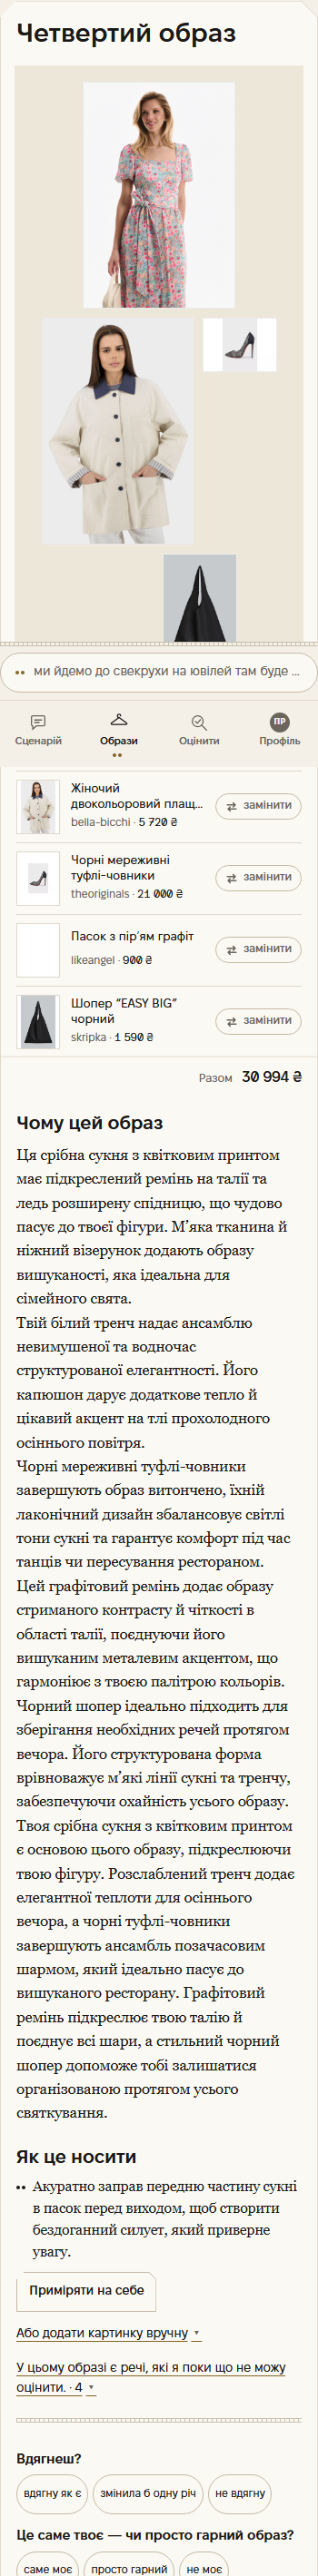 Четвертий образ
ми йдемо до свекрухи на ювілей там буде ...
Сценарій
Образи
Оцінити
ПР
Профіль
Жіночий
двокольоровий плащ...
bella-bicchi · 5 720 ₴
замінити
Чорні мереживні
туфлі-човники
theoriginals · 21 000 ₴
замінити
Пасок з пір’ям графіт
likeangel · 900 ₴
замінити
Шопер “EASY BIG”
чорний
skripka · 1 590 ₴
замінити
Разом 30 994 ₴
Чому цей образ
Ця срібна сукня з квітковим принтом
має підкреслений ремінь на талії та
ледь розширену спідницю, що чудово
пасує до твоєї фігури. М’яка тканина й
ніжний візерунок додають образу
вишуканості, яка ідеальна для
сімейного свята.
Твій білий тренч надає ансамблю
невимушеної та водночас
структурованої елегантності. Його
капюшон дарує додаткове тепло й
цікавий акцент на тлі прохолодного
осіннього повітря.
Чорні мереживні туфлі-човники
завершують образ витончено, їхній
лаконічний дизайн збалансовує світлі
тони сукні та гарантує комфорт під час
танців чи пересування рестораном.
Цей графітовий ремінь додає образу
стриманого контрасту й чіткості в
області талії, поєднуючи його
вишуканим металевим акцентом, що
гармоніює з твоєю палітрою кольорів.
Чорний шопер ідеально підходить для
зберігання необхідних речей протягом
вечора. Його структурована форма
врівноважує м’які лінії сукні та тренчу,
забезпечуючи охайність усього образу.
Твоя срібна сукня з квітковим принтом
є основою цього образу, підкреслюючи
твою фігуру. Розслаблений тренч додає
елегантної теплоти для осіннього
вечора, а чорні туфлі-човники
завершують ансамбль позачасовим
шармом, який ідеально пасує до
вишуканого ресторану. Графітовий
ремінь підкреслює твою талію й
поєднує всі шари, а стильний чорний
шопер допоможе тобі залишатися
організованою протягом усього
святкування.
Як це носити
Акуратно заправ передню частину сукні
в пасок перед виходом, щоб створити
бездоганний силует, який приверне
увагу.
Приміряти на себе
Або додати картинку вручну
У цьому образі є речі, які я поки що не можу
оцінити. · 4
Вдягнеш?
вдягну як є
змінила б одну річ
не вдягну
Це саме твоє — чи просто гарний образ?
саме моє
просто гарний
не моє